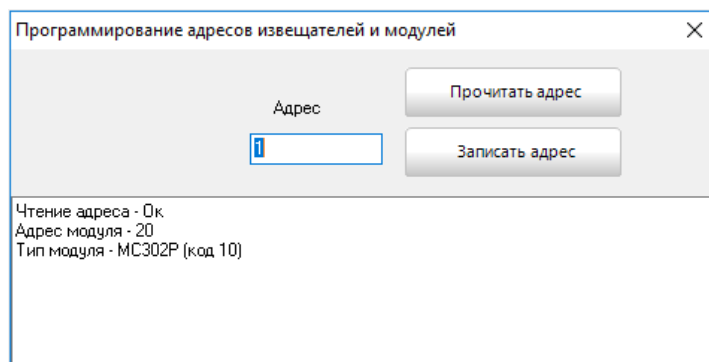 Программирование адресов извещателей и модулей
Прочитать адрес
Адрес
1
Записать адрес
Чтение адреса - Ок
Адрес модуля - 20
Тип модуля - МС302Р (код 10)